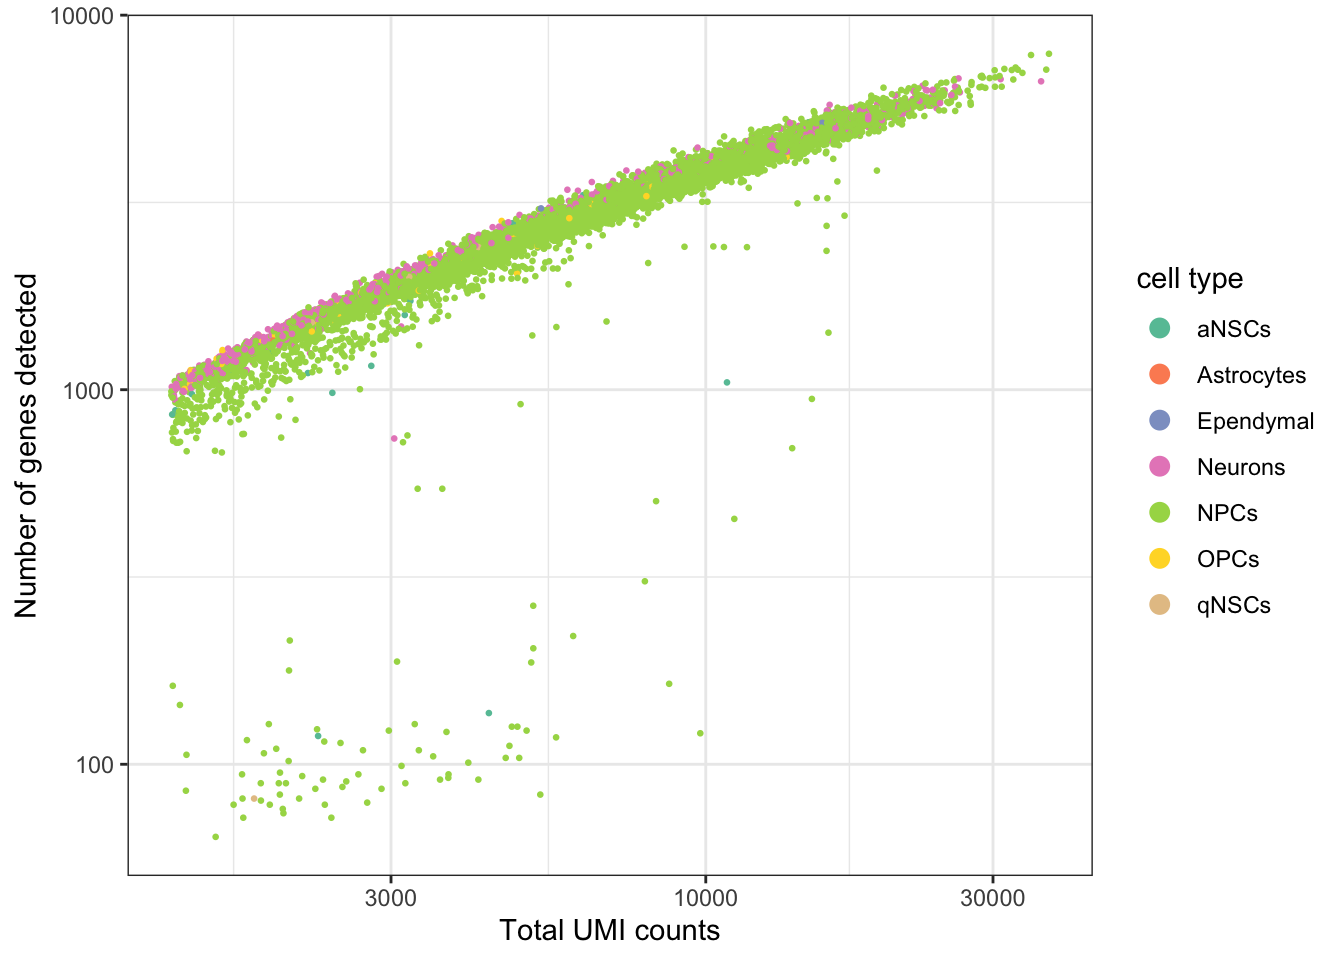 10000
1000
100
Number of genes detected
3000
10000
30000
Total UMI counts
cell type
aNSCs
Astrocytes
Ependymal
Neurons
NPCs
OPCs
qNSCs